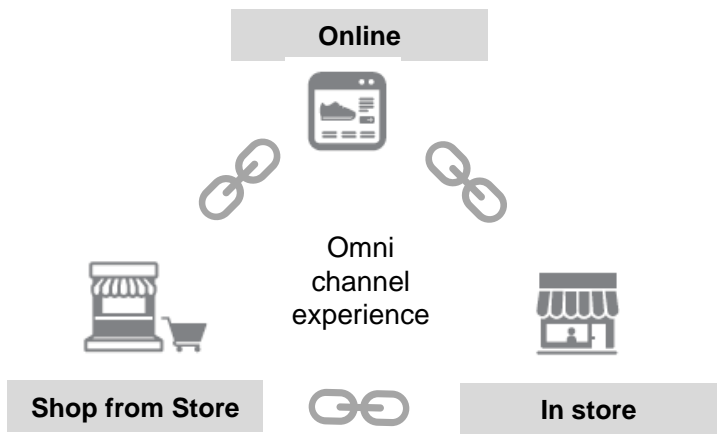 Online
Omni
channel
experience
Shop from Store
In store